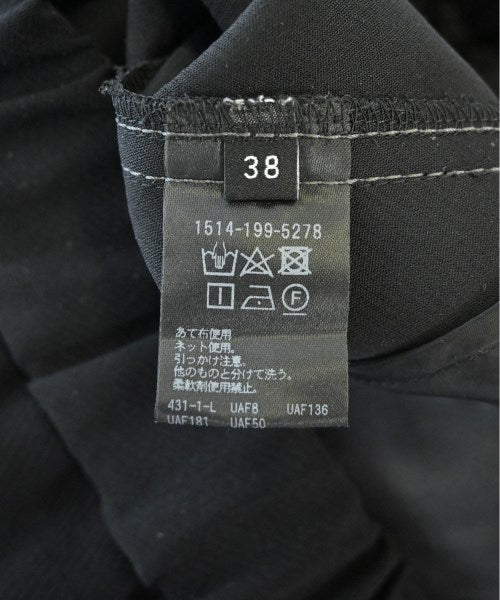 38
1514-199-5278
F
あて布使用
ネット使用。
引っかけ注意。
他のものと分けて洗う。
柔軟剤使用禁止。
431-1-L UAF8 UAF136
UAF181 UAF50